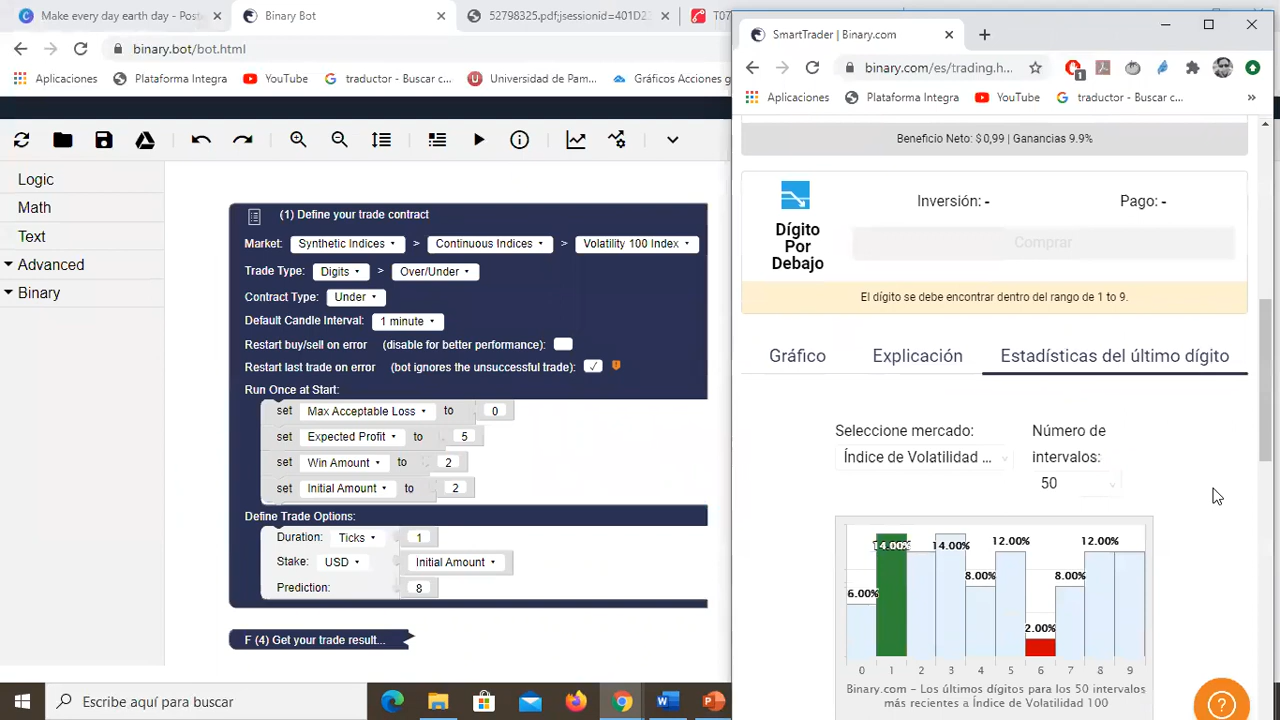 Make every day earth day - Poste
Binary Bot
52798325.pdf;jsessionid=401D23
T07
binary.bot/bot.html
Aplicaciones
Plataforma Integra
YouTube
traductor - Buscar c...
Universidad de Pam...
Gráficos Acciones g
Logic
Math
Text
Advanced
Binary
(1) Define your trade contract
Market: Synthetic Indices > Continuous Indices > Volatility 100 Index
Trade Type: Digits > Over/Under
Contract Type: Under
Default Candle Interval: 1 minute
Restart buy/sell on error (disable for better performance):
Restart last trade on error (bot ignores the unsuccessful trade): ✓
Run Once at Start:
set Max Acceptable Loss to 0
set Expected Profit to 5
set Win Amount to 2
set Initial Amount to 2
Define Trade Options:
Duration: Ticks 1
Stake: USD Initial Amount
Prediction: 8
F (4) Get your trade result...
SmartTrader | Binary.com
binary.com/es/trading.h...
1
Aplicaciones
Plataforma Integra
YouTube
traductor - Buscar c...
»
Beneficio Neto: $ 0,99 | Ganancias 9.9%
Dígito
Por
Debajo
Inversión: -
Pago: -
Comprar
El dígito se debe encontrar dentro del rango de 1 to 9.
Gráfico
Explicación
Estadísticas del último dígito
Seleccione mercado:
Índice de Volatilidad ...
Número de
intervalos:
50
14.00% 14.00% 12.00% 12.00%
8.00% 8.00%
6.00%
2.00%
0 1 2 3 4 5 6 7 8 9
Binary.com - Los últimos dígitos para los 50 intervalos
más recientes a Índice de Volatilidad 100
Escribe aquí para buscar